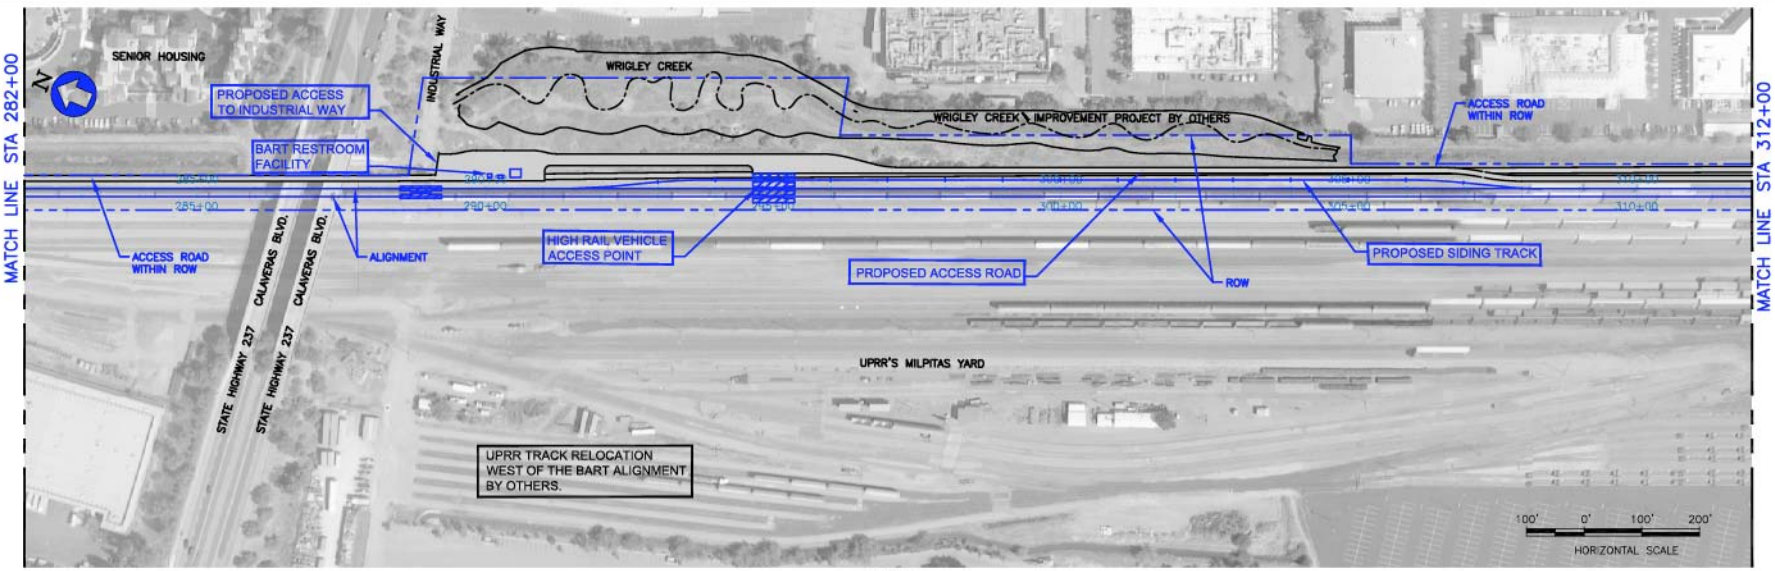 MATCH LINE STA 282+00
N
SENIOR HOUSING
INDUSTRIAL WAY
WRIGLEY CREEK
PROPOSED ACCESS
TO INDUSTRIAL WAY
WRIGLEY CREEK IMPROVEMENT PROJECT BY OTHERS
ACCESS ROAD
WITHIN ROW
MATCH LINE STA 312+00
BART RESTROOM
FACILITY
285+00
290+00
295+00
300+00
305+00
310+00
ACCESS ROAD
WITHIN ROW
STATE HIGHWAY 237 CALAVERAS BLVD.
STATE HIGHWAY 237 CALAVERAS BLVD.
ALIGNMENT
HIGH RAIL VEHICLE
ACCESS POINT
PROPOSED ACCESS ROAD
ROW
PROPOSED SIDING TRACK
UPRR'S MILPITAS YARD
UPRR TRACK RELOCATION
WEST OF THE BART ALIGNMENT
BY OTHERS.
100' 0' 100' 200'
HORIZONTAL SCALE